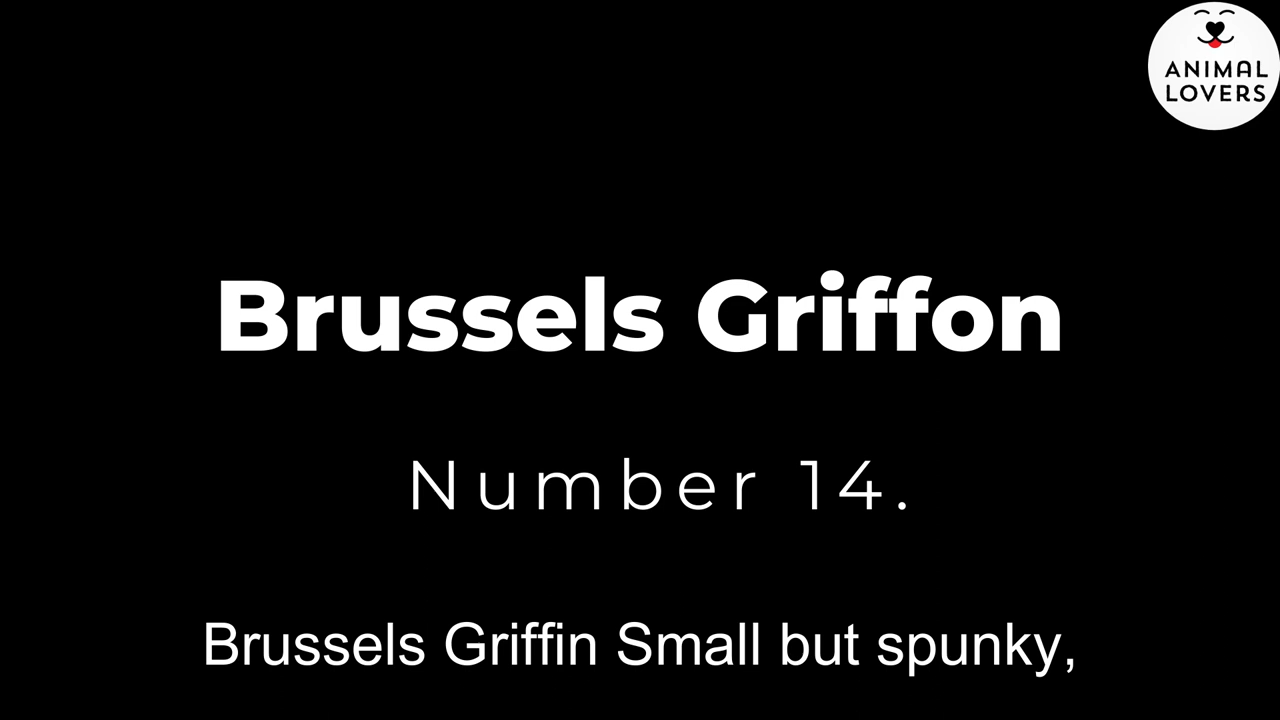 ANIMAL
LOVERS
Brussels Griffon
Number 14.
Brussels Griffin Small but spunky,